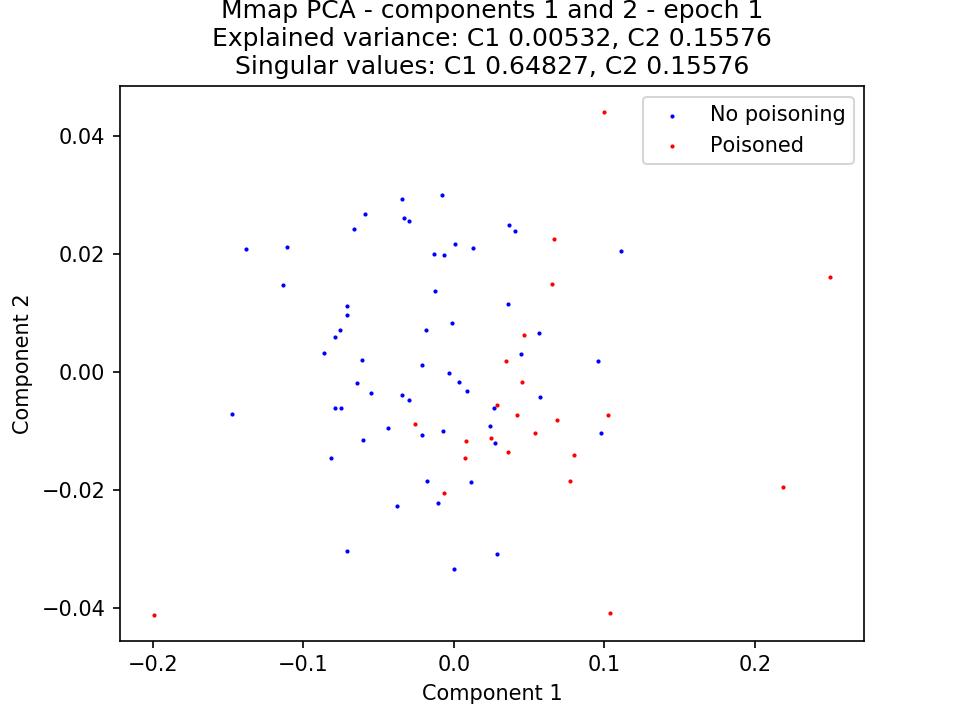 Mmap PCA - components 1 and 2 - epoch 1
Explained variance: C1 0.00532, C2 0.15576
Singular values: C1 0.64827, C2 0.15576
No poisoning
Poisoned
0.04
0.02
0.00
−0.02
−0.04
Component 2
−0.2
−0.1
0.0
0.1
0.2
Component 1